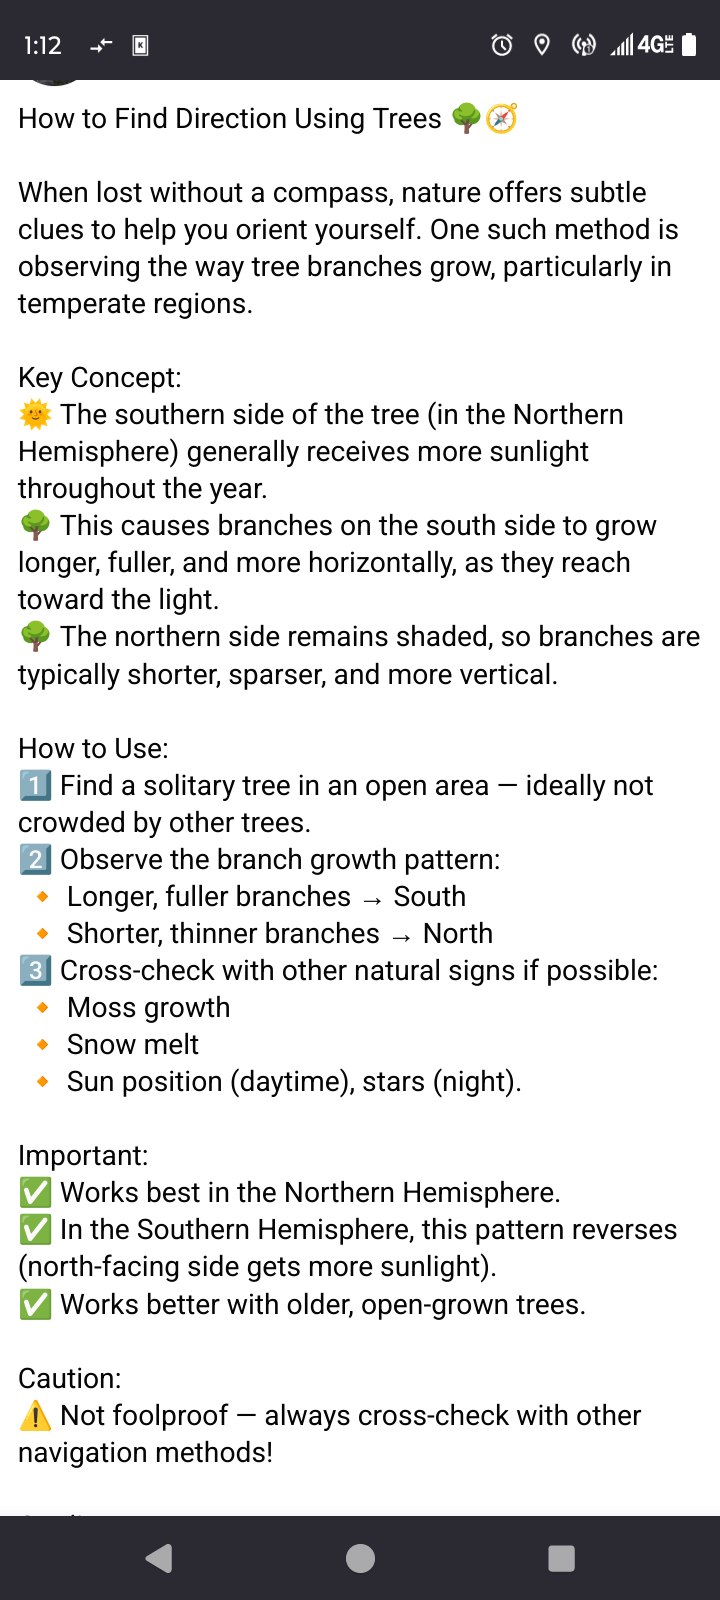 1:12 4G LTE
How to Find Direction Using Trees 🌳🧭
When lost without a compass, nature offers subtle
clues to help you orient yourself. One such method is
observing the way tree branches grow, particularly in
temperate regions.
Key Concept:
🌞 The southern side of the tree (in the Northern
Hemisphere) generally receives more sunlight
throughout the year.
🌳 This causes branches on the south side to grow
longer, fuller, and more horizontally, as they reach
toward the light.
🌳 The northern side remains shaded, so branches are
typically shorter, sparser, and more vertical.
How to Use:
1️⃣ Find a solitary tree in an open area — ideally not
crowded by other trees.
2️⃣ Observe the branch growth pattern:
🔸 Longer, fuller branches → South
🔸 Shorter, thinner branches → North
3️⃣ Cross-check with other natural signs if possible:
🔸 Moss growth
🔸 Snow melt
🔸 Sun position (daytime), stars (night).
Important:
✅ Works best in the Northern Hemisphere.
✅ In the Southern Hemisphere, this pattern reverses
(north-facing side gets more sunlight).
✅ Works better with older, open-grown trees.
Caution:
⚠️ Not foolproof — always cross-check with other
navigation methods!